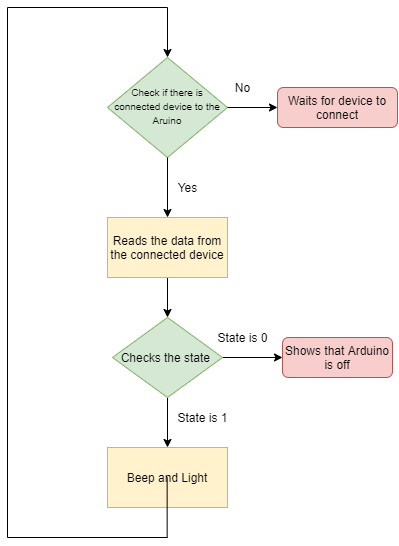 Check if there is
connected device to the
Aruino
No
Waits for device to
connect
Yes
Reads the data from
the connected device
State is 0
Checks the state
Shows that Arduino
is off
State is 1
Beep and Light